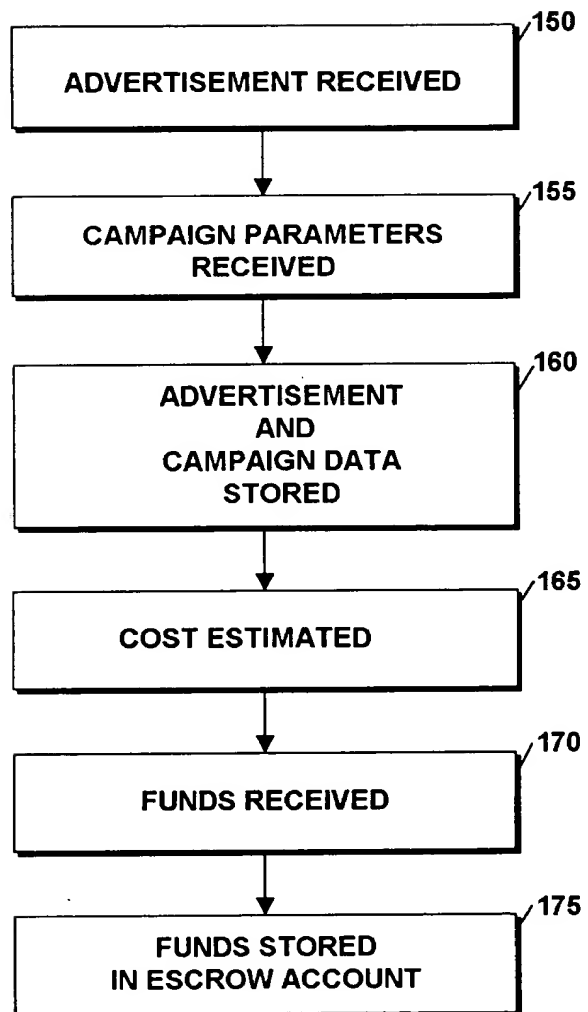 150
ADVERTISEMENT RECEIVED
155
CAMPAIGN PARAMETERS
RECEIVED
160
ADVERTISEMENT
AND
CAMPAIGN DATA
STORED
165
COST ESTIMATED
170
FUNDS RECEIVED
175
FUNDS STORED
IN ESCROW ACCOUNT